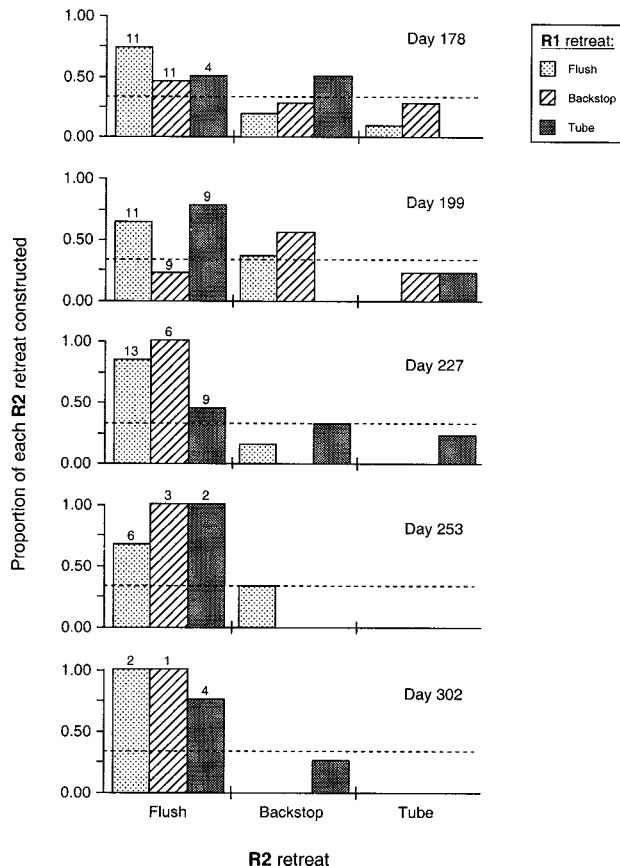 Proportion of each R2 retreat constructed
1.00
0.50
0.00
11
11
4
Day 178
R1 retreat:
Flush
Backstop
Tube
1.00
0.50
0.00
11
9
9
Day 199
1.00
0.50
0.00
13
6
9
Day 227
1.00
0.50
0.00
6
3
2
Day 253
1.00
0.50
0.00
2
1
4
Day 302
Flush Backstop Tube
R2 retreat